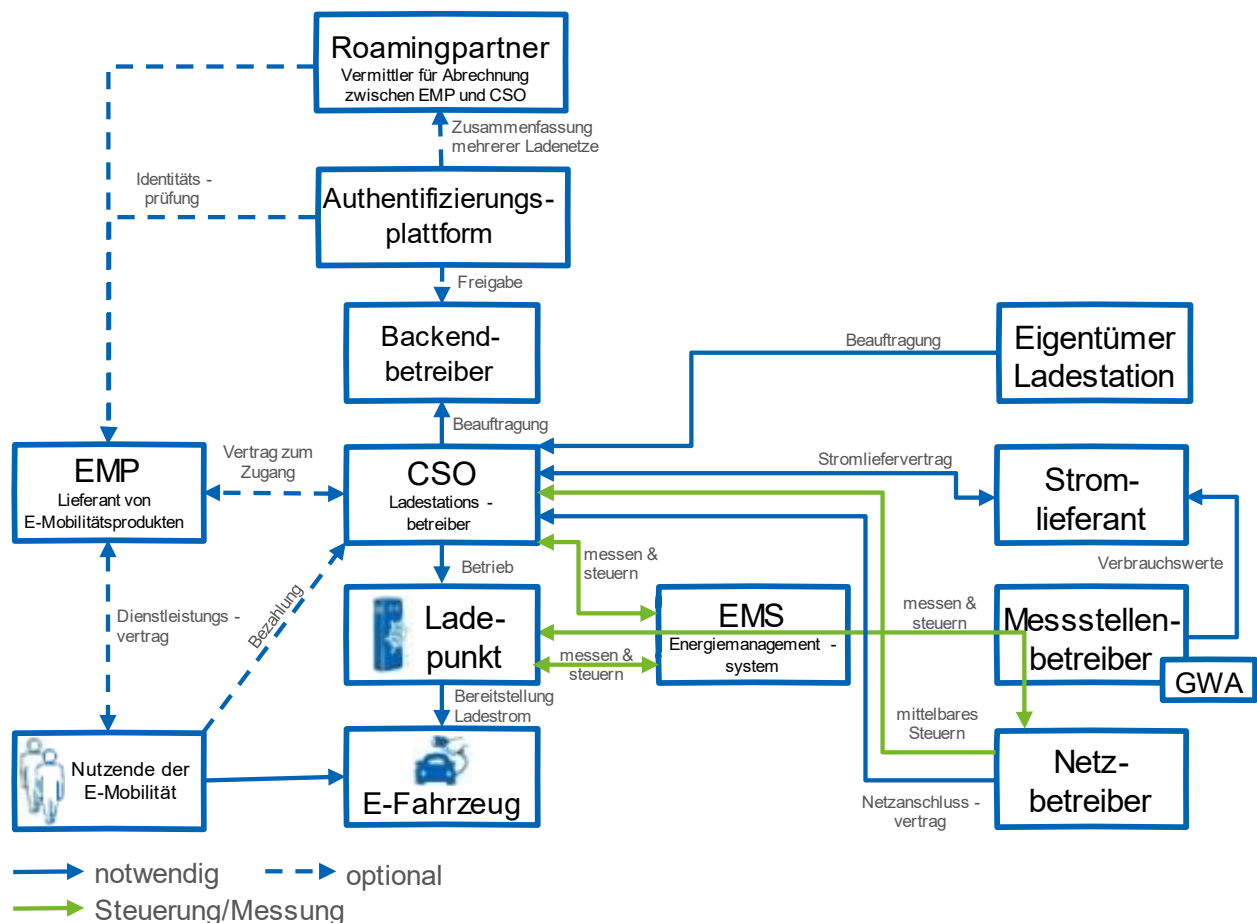 Roamingpartner
Vermittler für Abrechnung
zwischen EMP und CSO
Zusammenfassung
mehrerer Ladenetze
Identitäts -
prüfung
Authentifizierungs-
plattform
Freigabe
Backend-
betreiber
Beauftragung
Eigentümer
Ladestation
Beauftragung
EMP
Lieferant von
E-Mobilitätsprodukten
Vertrag zum
Zugang
CSO
Ladestations -
betreiber
Stromliefervertrag
Strom-
lieferant
Verbrauchswerte
Betrieb
messen &
steuern
Dienstleistungs -
vertrag
Bezahlung
Lade-
punkt
messen &
steuern
EMS
Energiemanagement -
system
messen &
steuern
Messstellen-
betreiber
GWA
Bereitstellung
Ladestrom
mittelbares
Steuern
Nutzende der
E-Mobilität
E-Fahrzeug
Netz-
betreiber
Netzanschluss -
vertrag
notwendig
optional
Steuerung/Messung